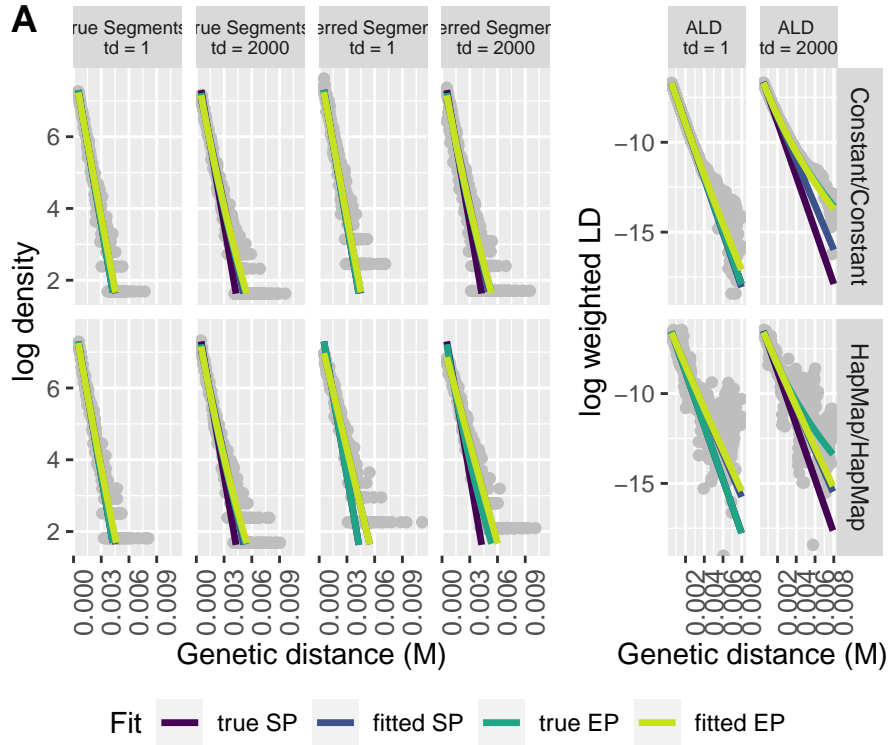 A
rue Segments
td = 1
rue Segments
td = 2000
erred Segmen
td = 1
erred Segmen
td = 2000
ALD
td = 1
ALD
td = 2000
log density
6
4
2
6
4
2
log weighted LD
−10
−15
−10
−15
Constant/Constant
HapMap/HapMap
0.000 0.003 0.006 0.009
0.000 0.003 0.006 0.009
0.000 0.003 0.006 0.009
0.000 0.003 0.006 0.009
0.002 0.004 0.006 0.008
0.002 0.004 0.006 0.008
Genetic distance (M)
Genetic distance (M)
Fit true SP fitted SP true EP fitted EP